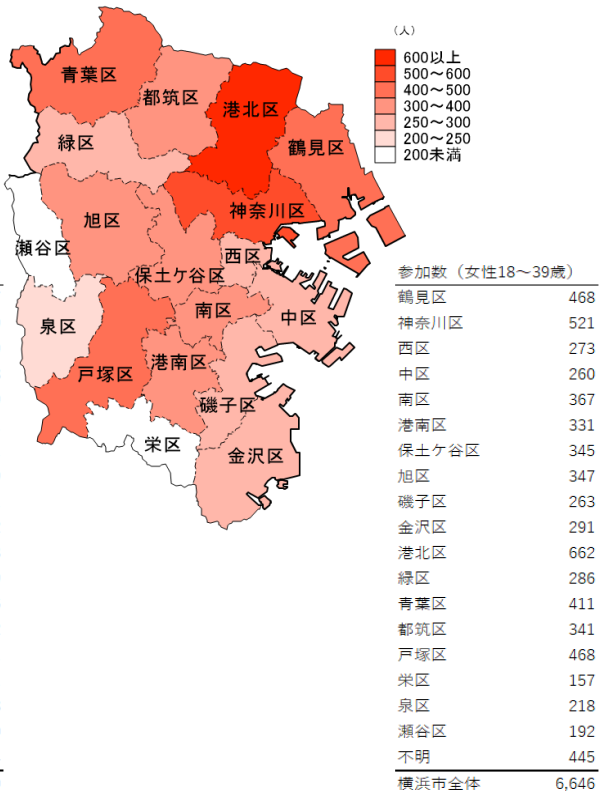 (人)
600以上
500～600
400～500
300～400
250～300
200～250
200未満
青葉区
都筑区
港北区
緑区
鶴見区
神奈川区
旭区
瀬谷区
西区
保土ケ谷区
泉区
南区
中区
戸塚区
港南区
磯子区
栄区
金沢区
参加数（女性18～39歳）
鶴見区 468
神奈川区 521
西区 273
中区 260
南区 367
港南区 331
保土ケ谷区 345
旭区 347
磯子区 263
金沢区 291
港北区 662
緑区 286
青葉区 411
都筑区 341
戸塚区 468
栄区 157
泉区 218
瀬谷区 192
不明 445
横浜市全体 6,646